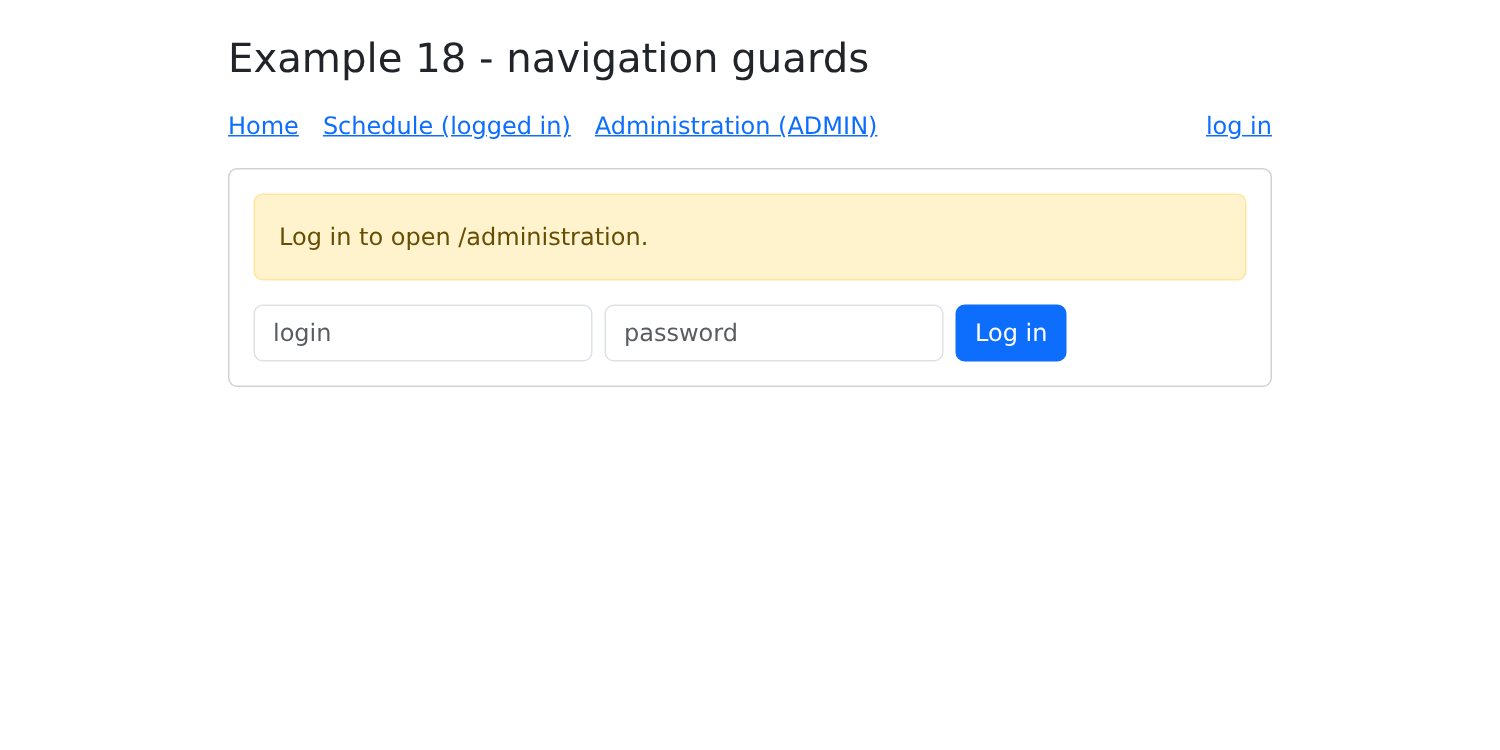 Example 18 - navigation guards
Home Schedule (logged in) Administration (ADMIN) log in
Log in to open /administration.
login password Log in